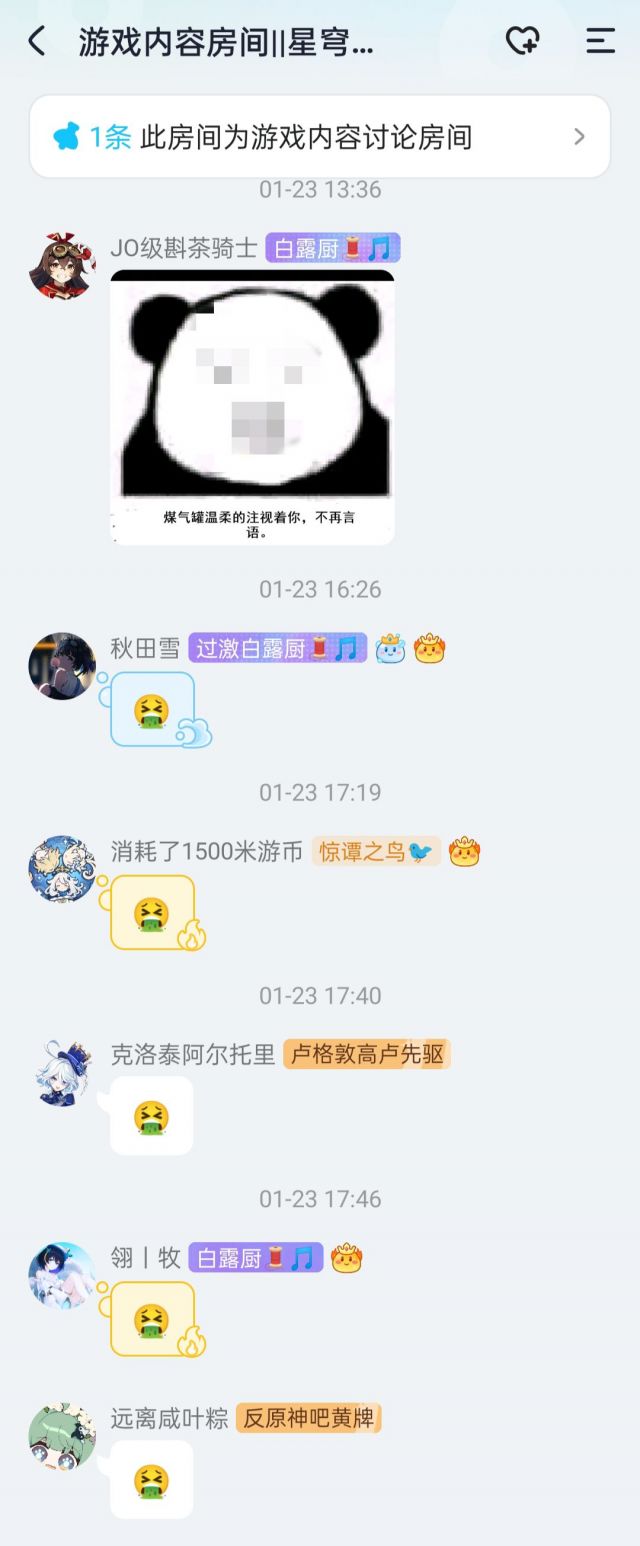 游戏内容房间||星穹...
1条 此房间为游戏内容讨论房间
01-23 13:36
JO级斟茶骑士 白露厨
煤气罐温柔的注视着你，不再言
语。
01-23 16:26
秋田雪 过激白露厨
01-23 17:19
消耗了1500米游币 惊谭之鸟
01-23 17:40
克洛泰阿尔托里 卢格敦高卢先驱
01-23 17:46
翎丨牧 白露厨
远离咸叶粽 反原神吧黄牌